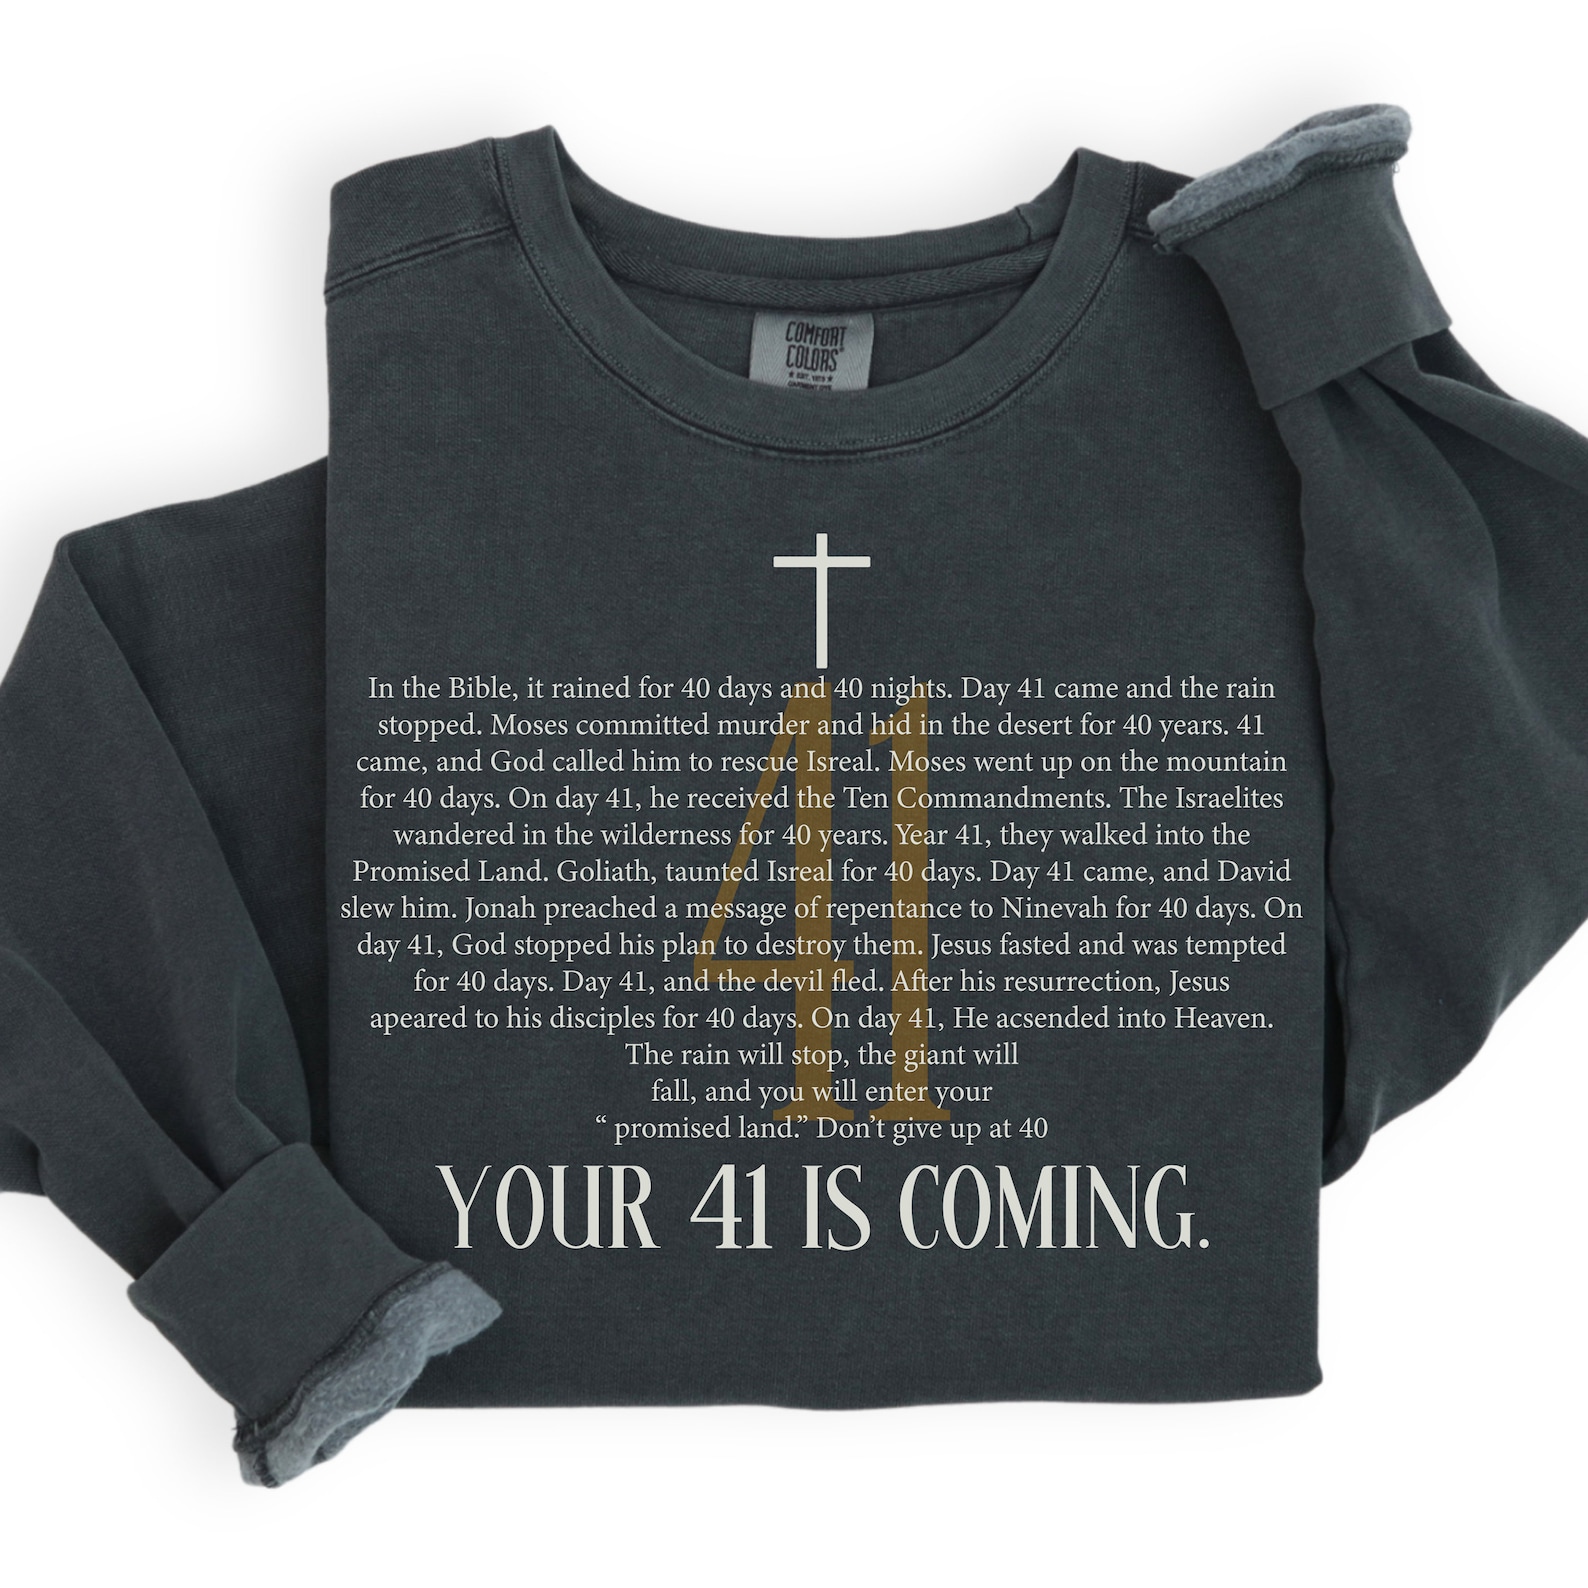 COMFORT
COLORS®
★ EST. 1975 ★
GARMENT DYE
In the Bible, it rained for 40 days and 40 nights. Day 41 came and the rain
stopped. Moses committed murder and hid in the desert for 40 years. 41
came, and God called him to rescue Isreal. Moses went up on the mountain
for 40 days. On day 41, he received the Ten Commandments. The Israelites
wandered in the wilderness for 40 years. Year 41, they walked into the
Promised Land. Goliath, taunted Isreal for 40 days. Day 41 came, and David
slew him. Jonah preached a message of repentance to Ninevah for 40 days. On
day 41, God stopped his plan to destroy them. Jesus fasted and was tempted
for 40 days. Day 41, and the devil fled. After his resurrection, Jesus
apeared to his disciples for 40 days. On day 41, He acsended into Heaven.
The rain will stop, the giant will
fall, and you will enter your
“ promised land.” Don’t give up at 40
41
YOUR 41 IS COMING.